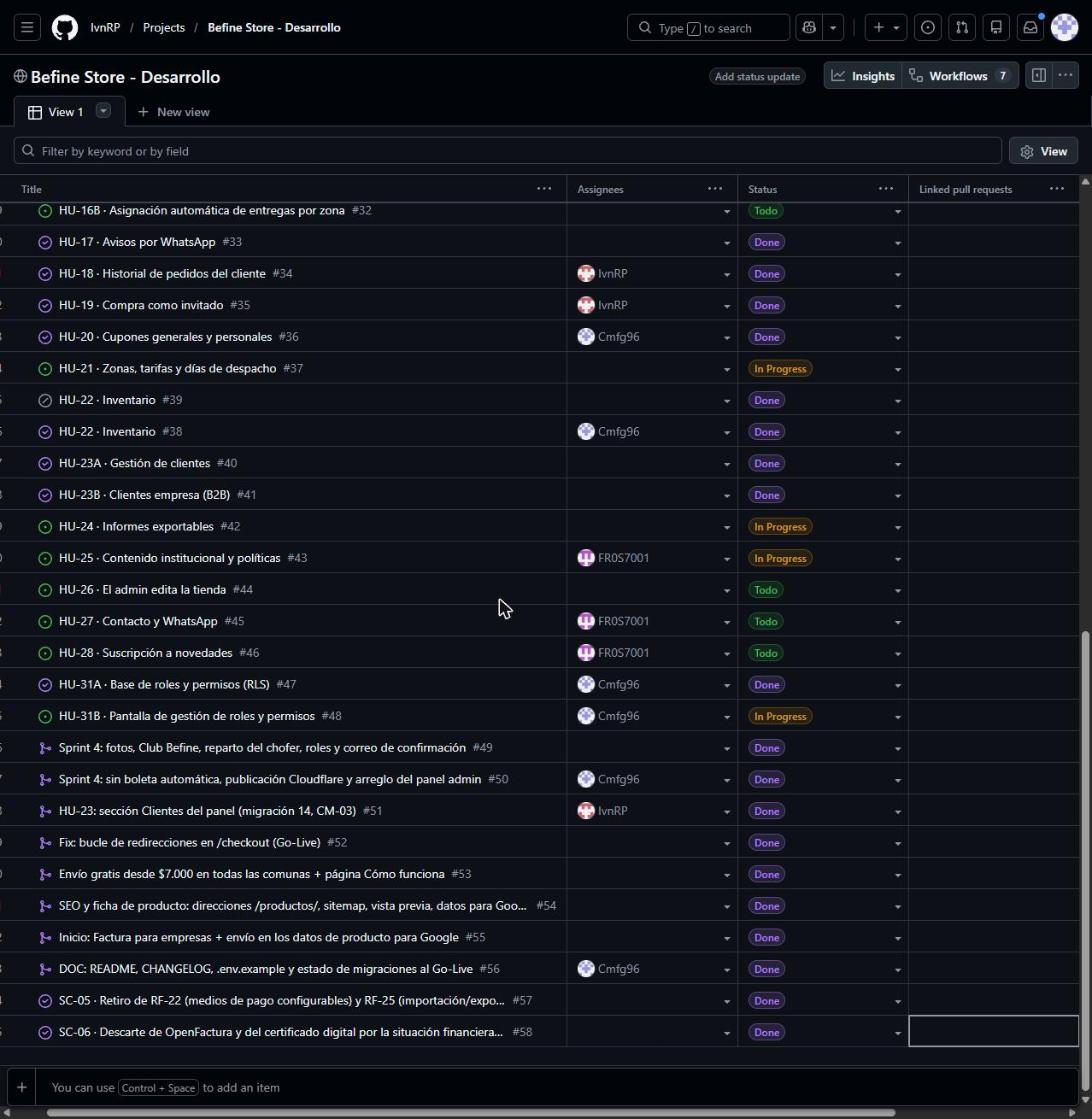 IvnRP / Projects / Befine Store - Desarrollo Type / to search
Befine Store - Desarrollo Add status update Insights Workflows 7
View 1 New view
Filter by keyword or by field View
Title Assignees Status Linked pull requests
HU-16B · Asignación automática de entregas por zona #32 Todo
HU-17 · Avisos por WhatsApp #33 Done
HU-18 · Historial de pedidos del cliente #34 IvnRP Done
HU-19 · Compra como invitado #35 IvnRP Done
HU-20 · Cupones generales y personales #36 Cmfg96 Done
HU-21 · Zonas, tarifas y días de despacho #37 In Progress
HU-22 · Inventario #39 Done
HU-22 · Inventario #38 Cmfg96 Done
HU-23A · Gestión de clientes #40 Done
HU-23B · Clientes empresa (B2B) #41 Done
HU-24 · Informes exportables #42 In Progress
HU-25 · Contenido institucional y políticas #43 FR0S7001 In Progress
HU-26 · El admin edita la tienda #44 Todo
HU-27 · Contacto y WhatsApp #45 FR0S7001 Todo
HU-28 · Suscripción a novedades #46 FR0S7001 Todo
HU-31A · Base de roles y permisos (RLS) #47 Cmfg96 Done
HU-31B · Pantalla de gestión de roles y permisos #48 Cmfg96 In Progress
Sprint 4: fotos, Club Befine, reparto del chofer, roles y correo de confirmación #49 Done
Sprint 4: sin boleta automática, publicación Cloudflare y arreglo del panel admin #50 Cmfg96 Done
HU-23: sección Clientes del panel (migración 14, CM-03) #51 IvnRP Done
Fix: bucle de redirecciones en /checkout (Go-Live) #52 Done
Envío gratis desde $7.000 en todas las comunas + página Cómo funciona #53 Done
SEO y ficha de producto: direcciones /productos/, sitemap, vista previa, datos para Goo... #54 Done
Inicio: Factura para empresas + envío en los datos de producto para Google #55 Done
DOC: README, CHANGELOG, .env.example y estado de migraciones al Go-Live #56 Cmfg96 Done
SC-05 · Retiro de RF-22 (medios de pago configurables) y RF-25 (importación/expo... #57 Done
SC-06 · Descarte de OpenFactura y del certificado digital por la situación financiera... #58 Done
You can use Control + Space to add an item